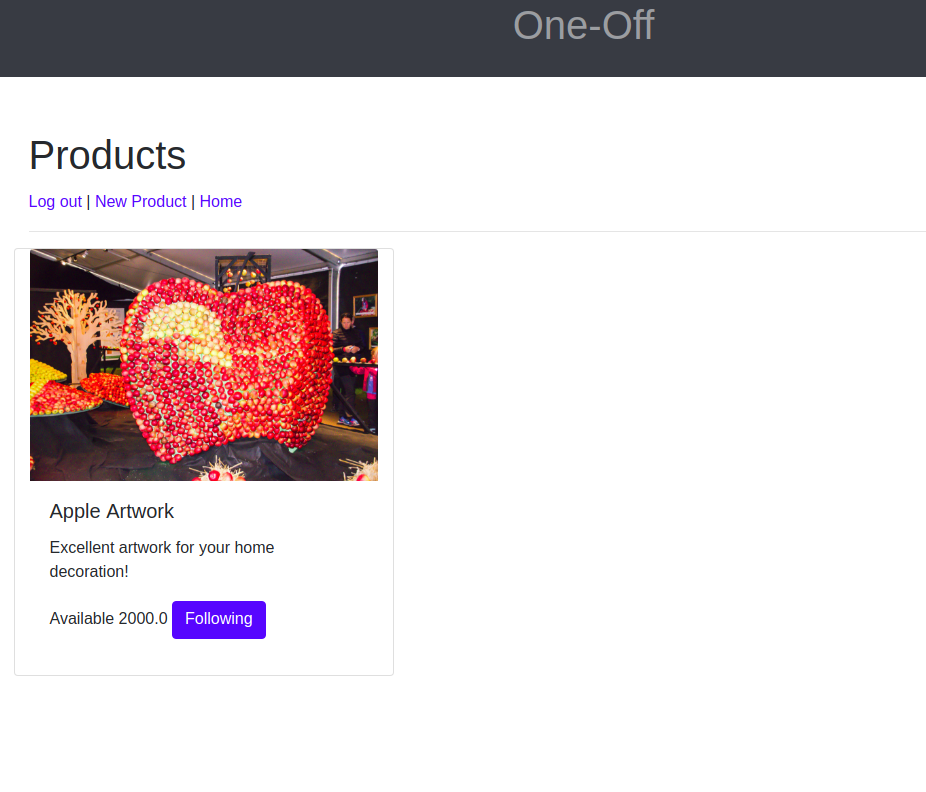 One-Off
Products
Log out | New Product | Home
Apple Artwork
Excellent artwork for your home
decoration!
Available 2000.0 Following